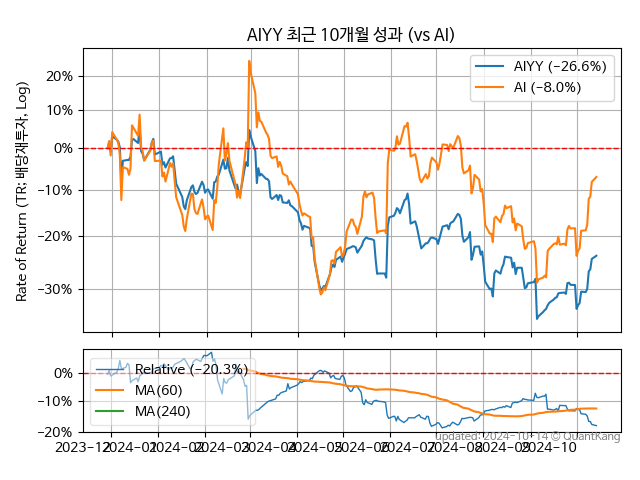 AIYY 최근 10개월 성과 (vs AI)
Rate of Return (TR: 배당재투자, Log)
20%
10%
0%
−10%
−20%
−30%
AIYY (−26.6%)
AI (−8.0%)
0%
−10%
−20%
Relative (−20.3%)
MA(60)
MA(240)
2023−12
2024−01
2024−02
2024−03
2024−04
2024−05
2024−06
2024−07
2024−08
2024−09
2024−10
updated: 2024−10−14 © QuantKang